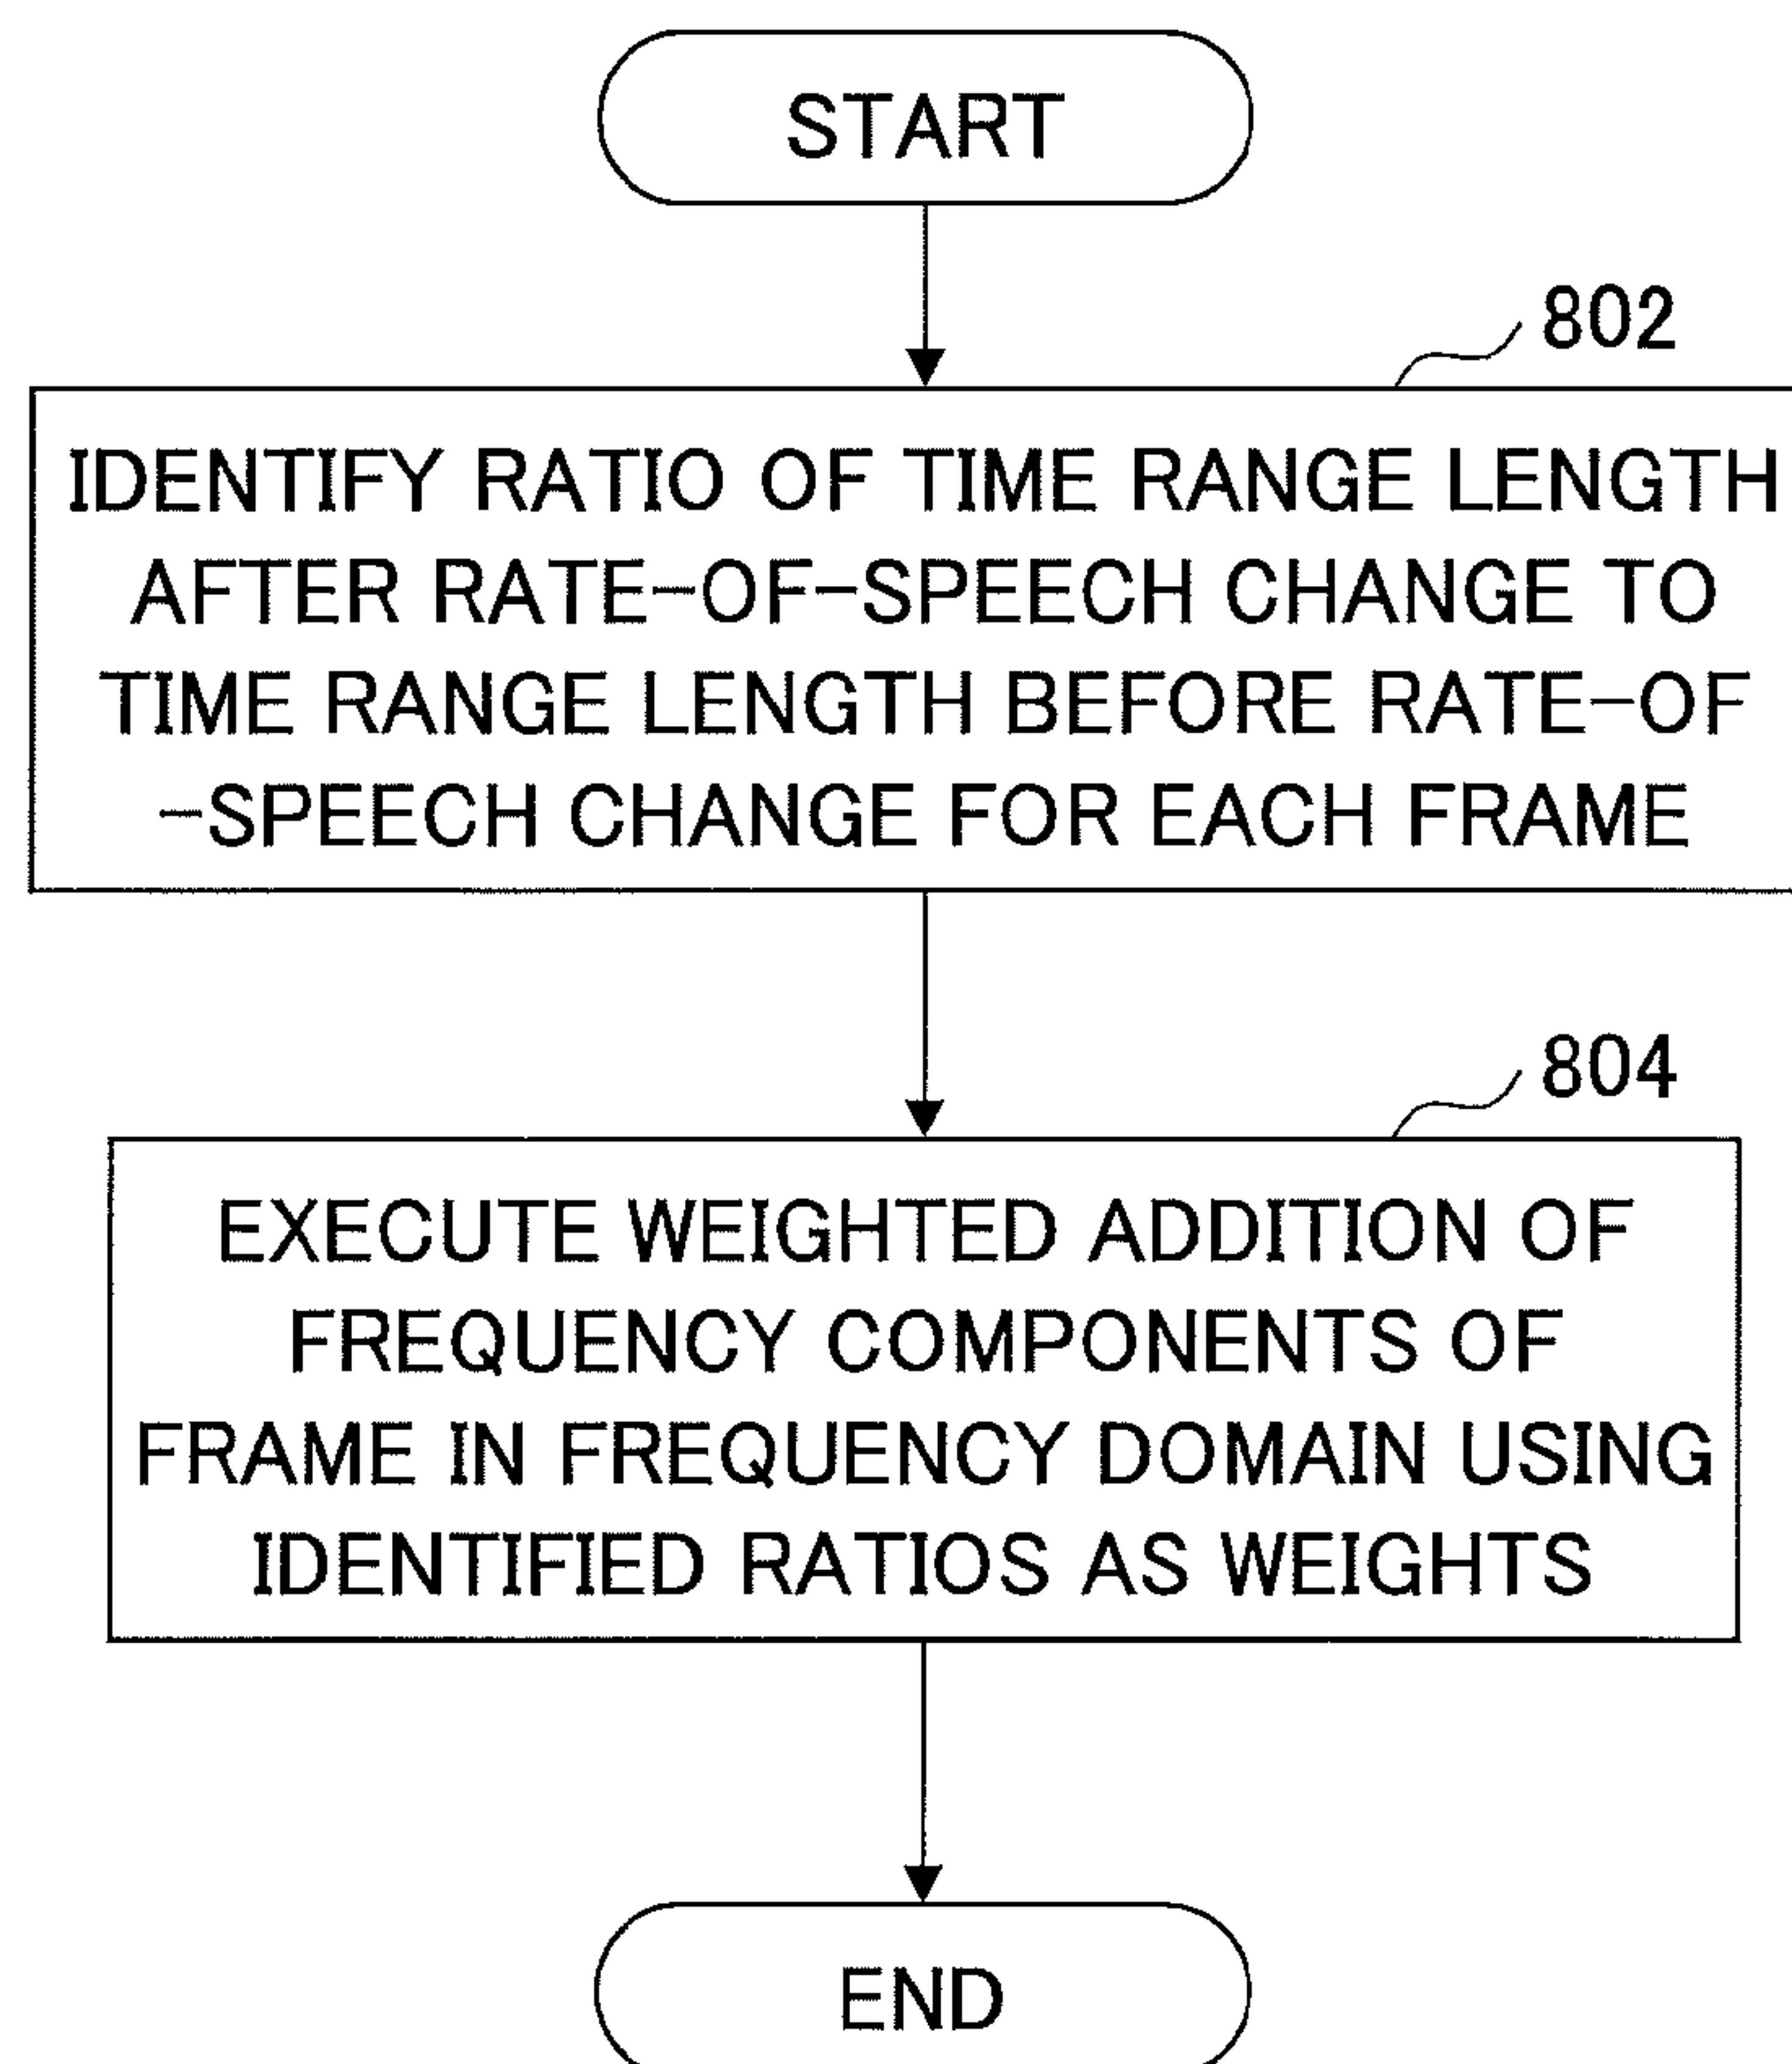 START
802
IDENTIFY RATIO OF TIME RANGE LENGTH
AFTER RATE-OF-SPEECH CHANGE TO
TIME RANGE LENGTH BEFORE RATE-OF
-SPEECH CHANGE FOR EACH FRAME
804
EXECUTE WEIGHTED ADDITION OF
FREQUENCY COMPONENTS OF
FRAME IN FREQUENCY DOMAIN USING
IDENTIFIED RATIOS AS WEIGHTS
END